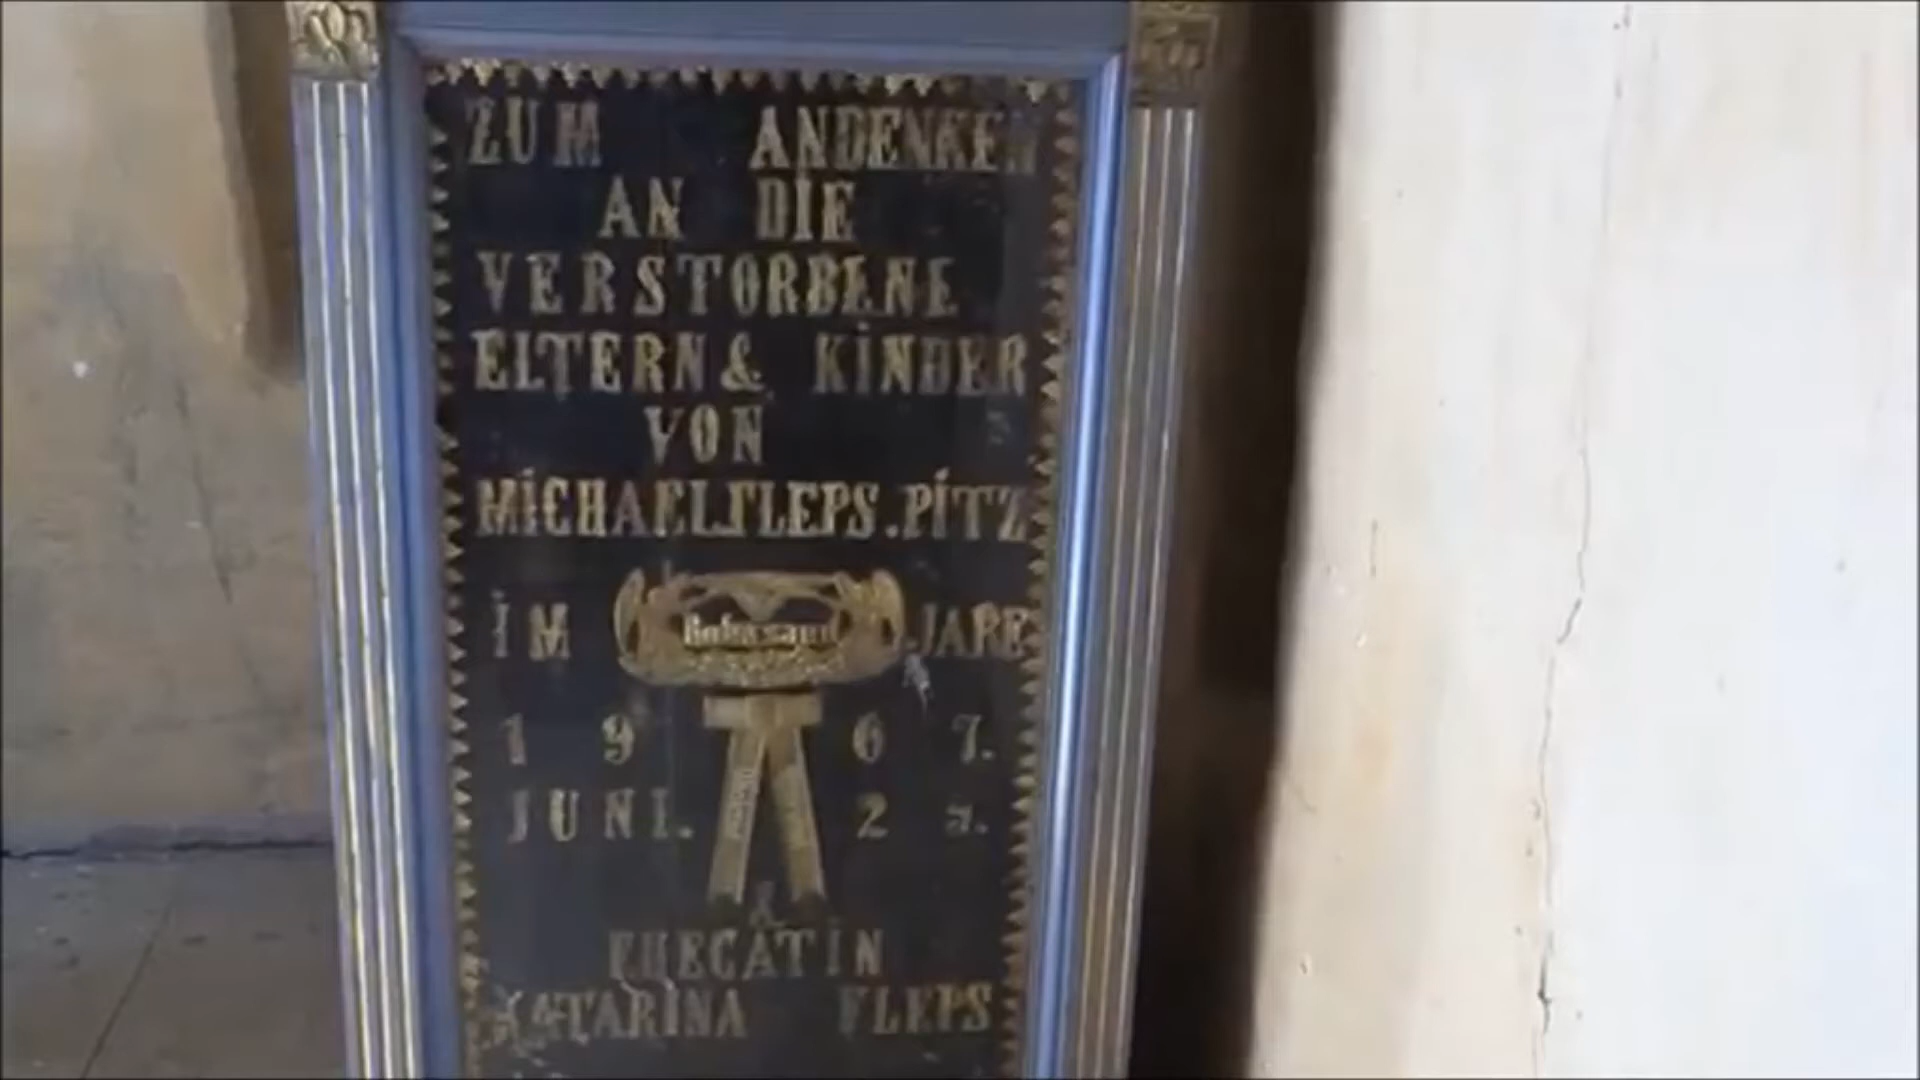 ZUM ANDENKEN
AN DIE
VERSTORBENE
ELTERN & KINDER
VON
MICHAEL FLEPS. PITZ
IM JARE
1 9 6 7.
JUNI. 2
&
EHEGATIN
KATARINA FLEPS